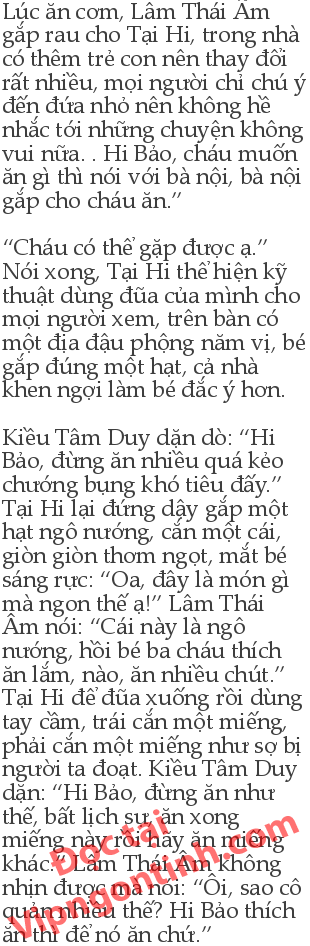 Lúc ăn cơm, Lâm Thái Âm
gắp rau cho Tại Hi, trong nhà
có thêm trẻ con nên thay đổi
rất nhiều, mọi người chỉ chú ý
đến đứa nhỏ nên không hề
nhắc tới những chuyện không
vui nữa. . Hi Bảo, cháu muốn
ăn gì thì nói với bà nội, bà nội
gắp cho cháu ăn.”
“Cháu có thể gặp được ạ.”
Nói xong, Tại Hi thể hiện kỹ
thuật dùng đũa của mình cho
mọi người xem, trên bàn có
một địa đậu phộng năm vị, bé
gắp đúng một hạt, cả nhà
khen ngợi làm bé đắc ý hơn.
Kiều Tâm Duy dặn dò: “Hi
Bảo, đừng ăn nhiều quá kẻo
chướng bụng khó tiêu đấy.”
Tại Hi lại đứng dậy gắp một
hạt ngô nướng, cắn một cái,
giòn giòn thơm ngọt, mắt bé
sáng rực: “Oa, đây là món gì
mà ngon thế ạ!” Lâm Thái
Âm nói: “Cái này là ngô
nướng, hồi bé ba cháu thích
ăn lắm, nào, ăn nhiều chút.”
Tại Hi để đũa xuống rồi dùng
tay cầm, trái cắn một miếng,
phải cắn một miếng như sợ bị
người ta đoạt. Kiều Tâm Duy
dặn: “Hi Bảo, đừng ăn như
thế, bất lịch sự, ăn xong
miếng này rồi hãy ăn miếng
khác.” Lâm Thái Âm không
nhịn được mà nói: “Ôi, sao cô
quản nhiều thế? Hi Bảo thích
ăn thì để nó ăn chứ.”
Đọc tại
vipngontinh.com